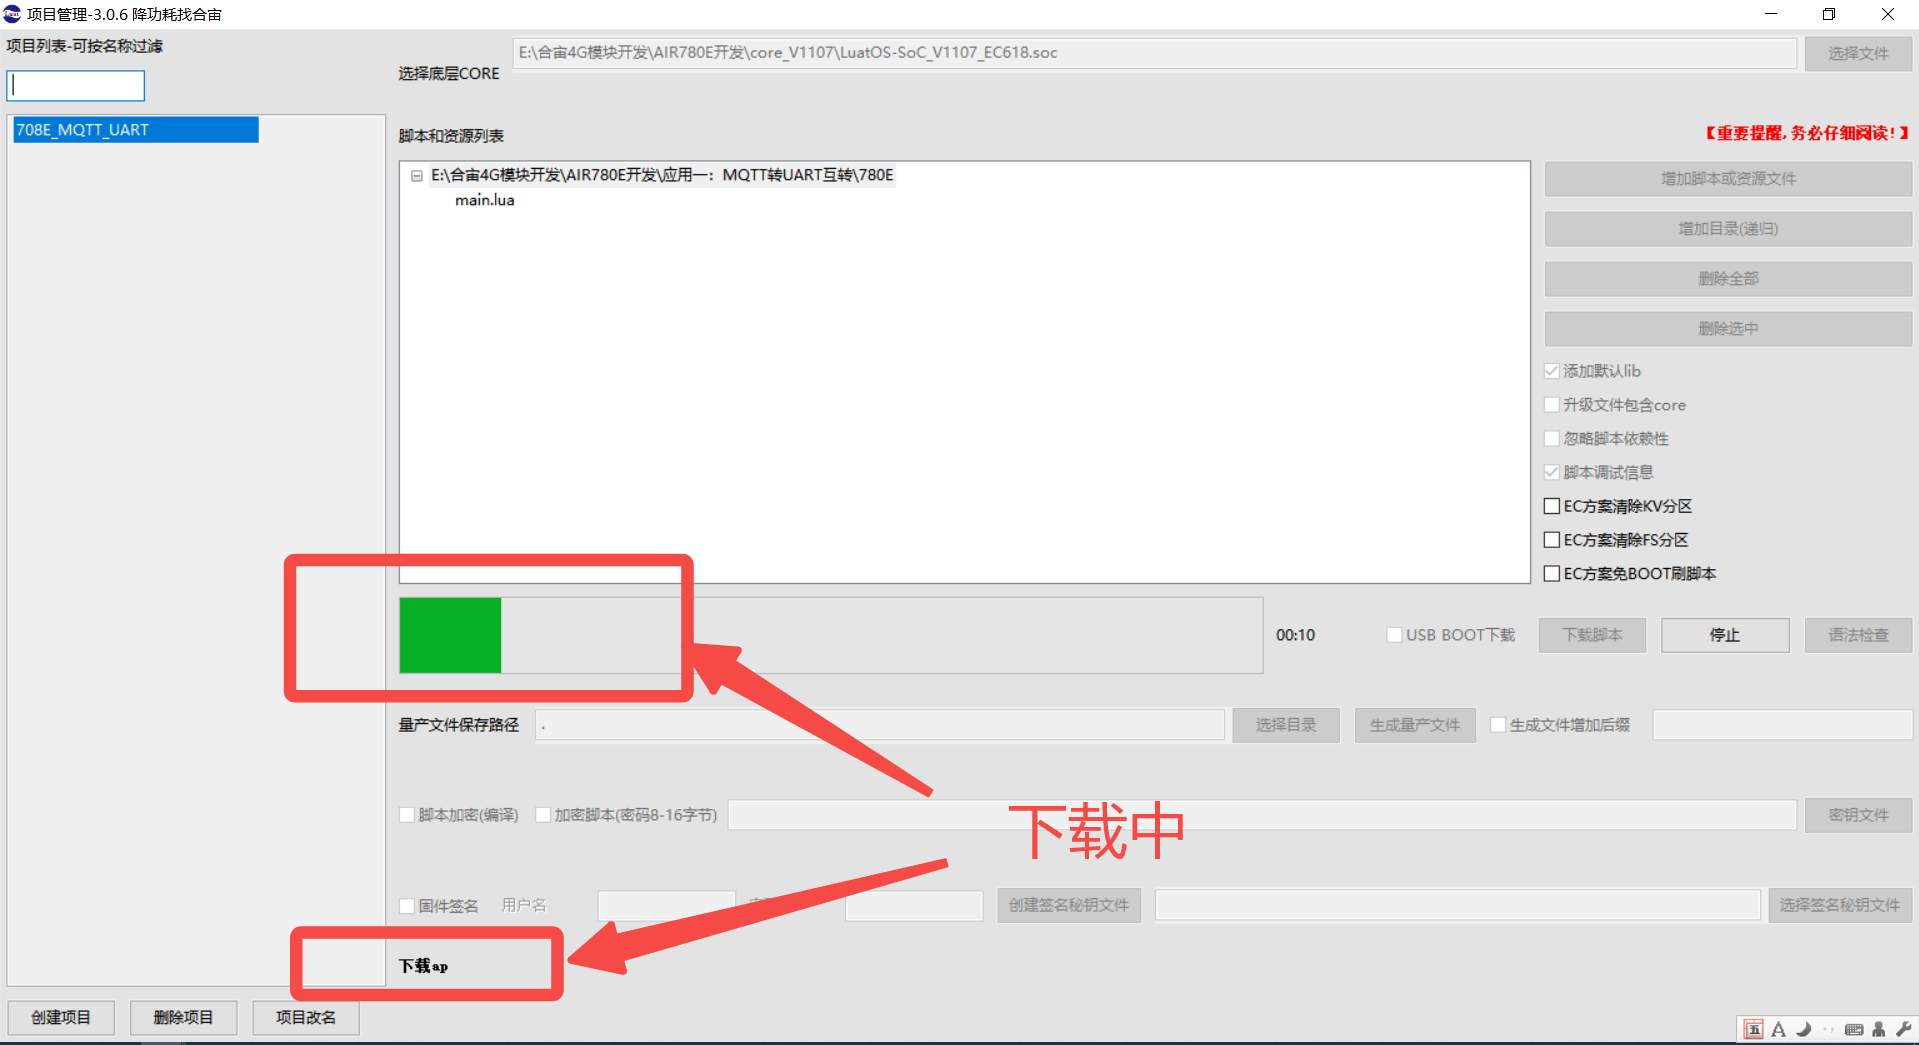 项目管理-3.0.6 降功耗找合宙
项目列表-可按名称过滤
选择底层CORE
E:\合宙4G模块开发\AIR780E开发\core_V1107\LuatOS-SoC_V1107_EC618.soc
选择文件
708E_MQTT_UART
脚本和资源列表
【重要提醒,务必仔细阅读!】
E:\合宙4G模块开发\AIR780E开发\应用一：MQTT转UART互转\780E
main.lua
增加脚本或资源文件
增加目录(递归)
删除全部
删除选中
添加默认lib
升级文件包含core
忽略脚本依赖性
脚本调试信息
EC方案清除KV分区
EC方案清除FS分区
EC方案免BOOT刷脚本
00:10
USB BOOT下载
下载脚本
停止
语法检查
量产文件保存路径
.
选择目录
生成量产文件
生成文件增加后缀
脚本加密(编译)
加密脚本(密码8-16字节)
密钥文件
下载中
固件签名
用户名
创建签名秘钥文件
选择签名秘钥文件
下载ap
创建项目
删除项目
项目改名
五 A